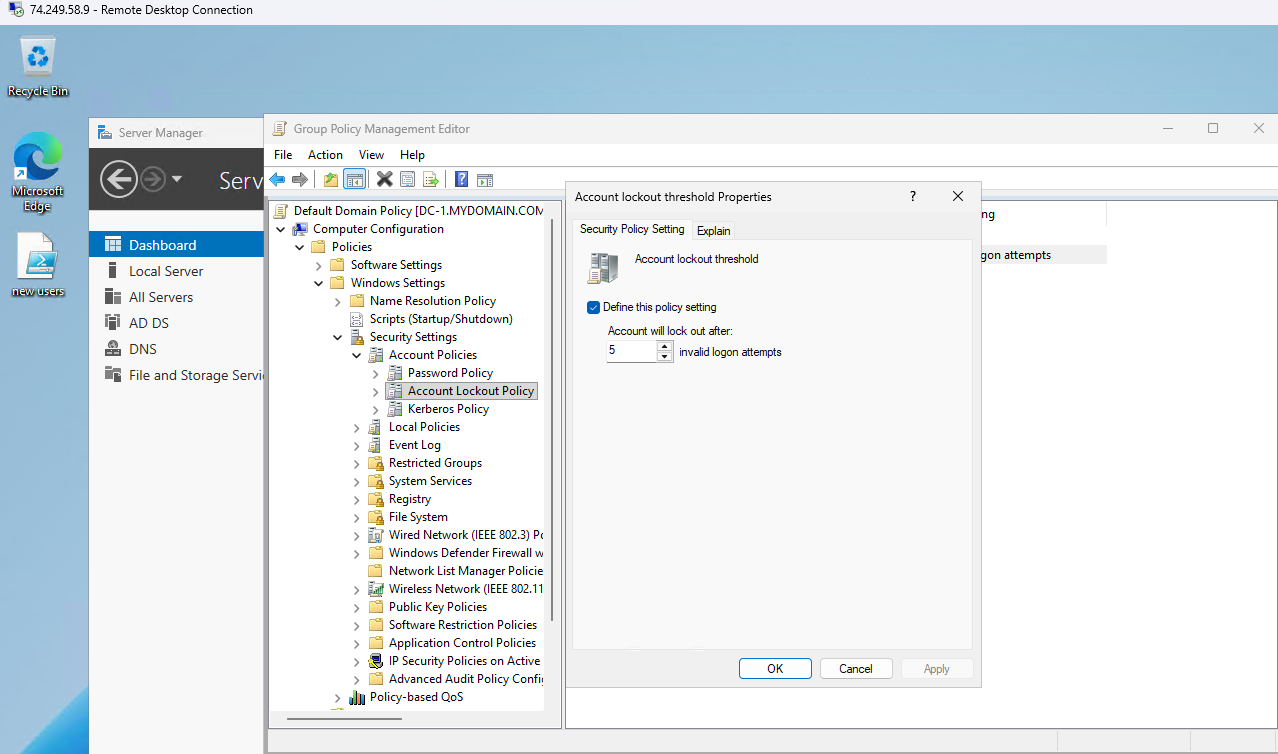 74.249.58.9 - Remote Desktop Connection
Recycle Bin
Microsoft
Edge
new users
Server Manager
Serv
Dashboard
Local Server
All Servers
AD DS
DNS
File and Storage Servic
Group Policy Management Editor
File Action View Help
Default Domain Policy [DC-1.MYDOMAIN.COM
Computer Configuration
Policies
Software Settings
Windows Settings
Name Resolution Policy
Scripts (Startup/Shutdown)
Security Settings
Account Policies
Password Policy
Account Lockout Policy
Kerberos Policy
Local Policies
Event Log
Restricted Groups
System Services
Registry
File System
Wired Network (IEEE 802.3) Po
Windows Defender Firewall w
Network List Manager Policie
Wireless Network (IEEE 802.11
Public Key Policies
Software Restriction Policies
Application Control Policies
IP Security Policies on Active
Advanced Audit Policy Config
Policy-based QoS
Account lockout threshold Properties
?
Security Policy Setting Explain
Account lockout threshold
Define this policy setting
Account will lock out after:
5 invalid logon attempts
OK Cancel Apply
ng
gon attempts